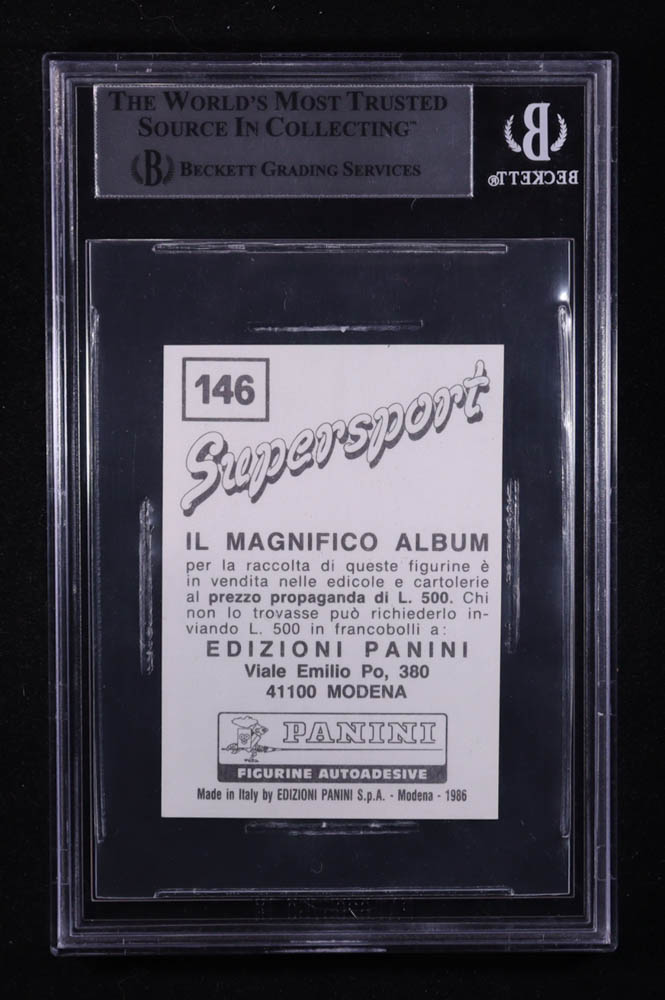 THE WORLD'S MOST TRUSTED
SOURCE IN COLLECTING™
B BECKETT GRADING SERVICES
B
BECKETT®
146
Supersport
IL MAGNIFICO ALBUM
per la raccolta di queste figurine è
in vendita nelle edicole e cartolerie
al prezzo propaganda di L. 500. Chi
non lo trovasse può richiederlo in-
viando L. 500 in francobolli a:
EDIZIONI PANINI
Viale Emilio Po, 380
41100 MODENA
PANINI
FIGURINE AUTOADESIVE
Made in Italy by EDIZIONI PANINI S.p.A. - Modena - 1986